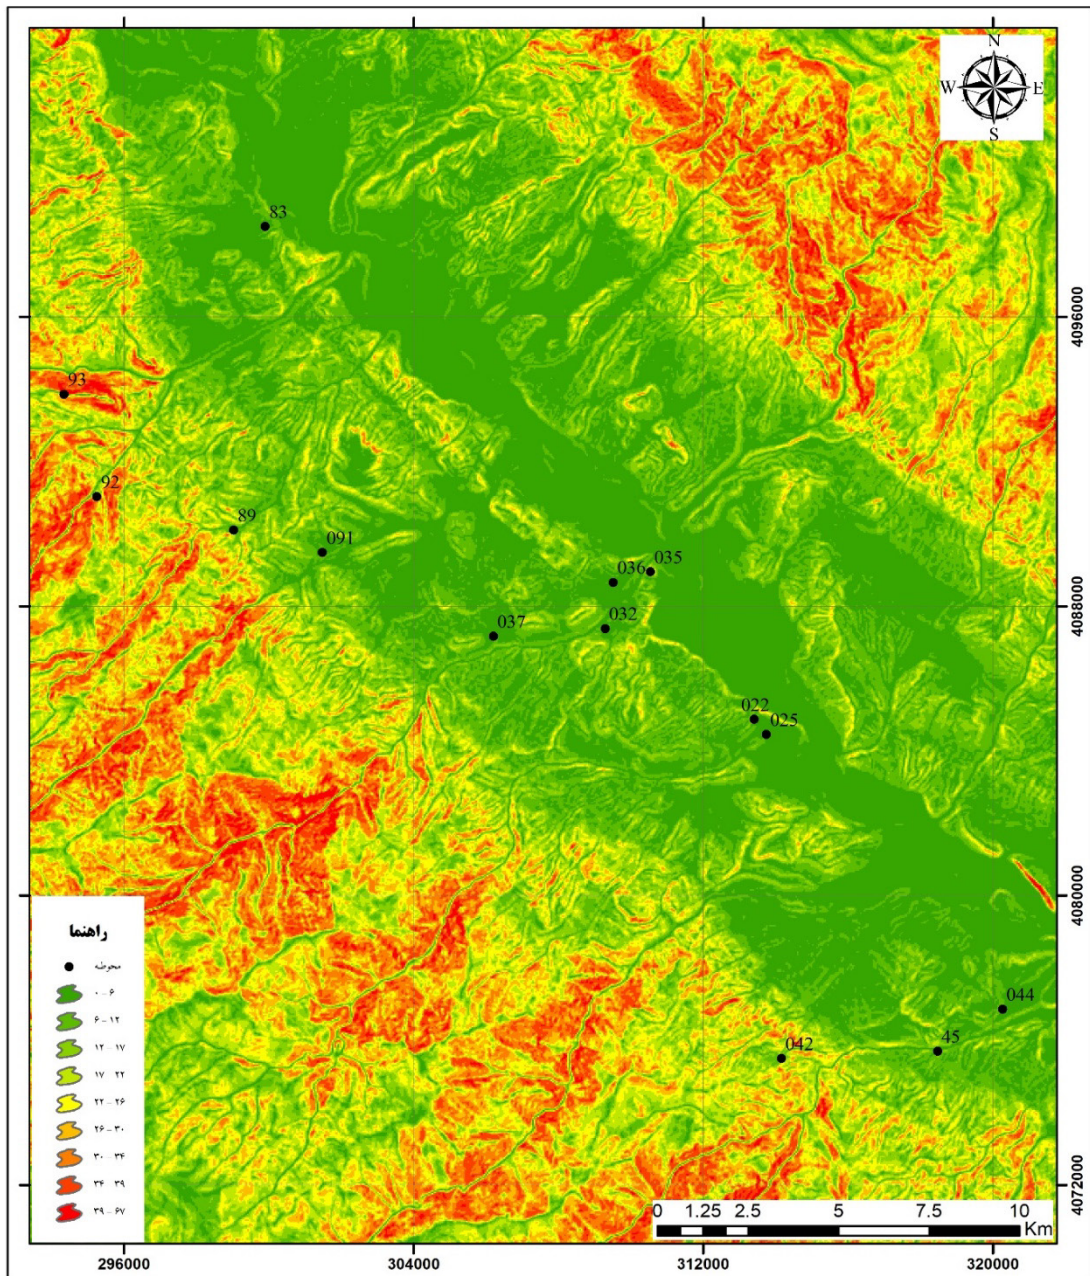 N
W E
S
83
4096000
93
92
89
091
036
035
4088000
037
032
022
025
4080000
راهنما
محوطه
۰ - ۶
۶ - ۱۲
۱۲ - ۱۷
۱۷ - ۲۲
۲۲ - ۲۶
۲۶ - ۳۰
۳۰ - ۳۴
۳۴ - ۳۹
۳۹ - ۶۷
044
45
042
4072000
0 1.25 2.5 5 7.5 10
Km
296000 304000 312000 320000